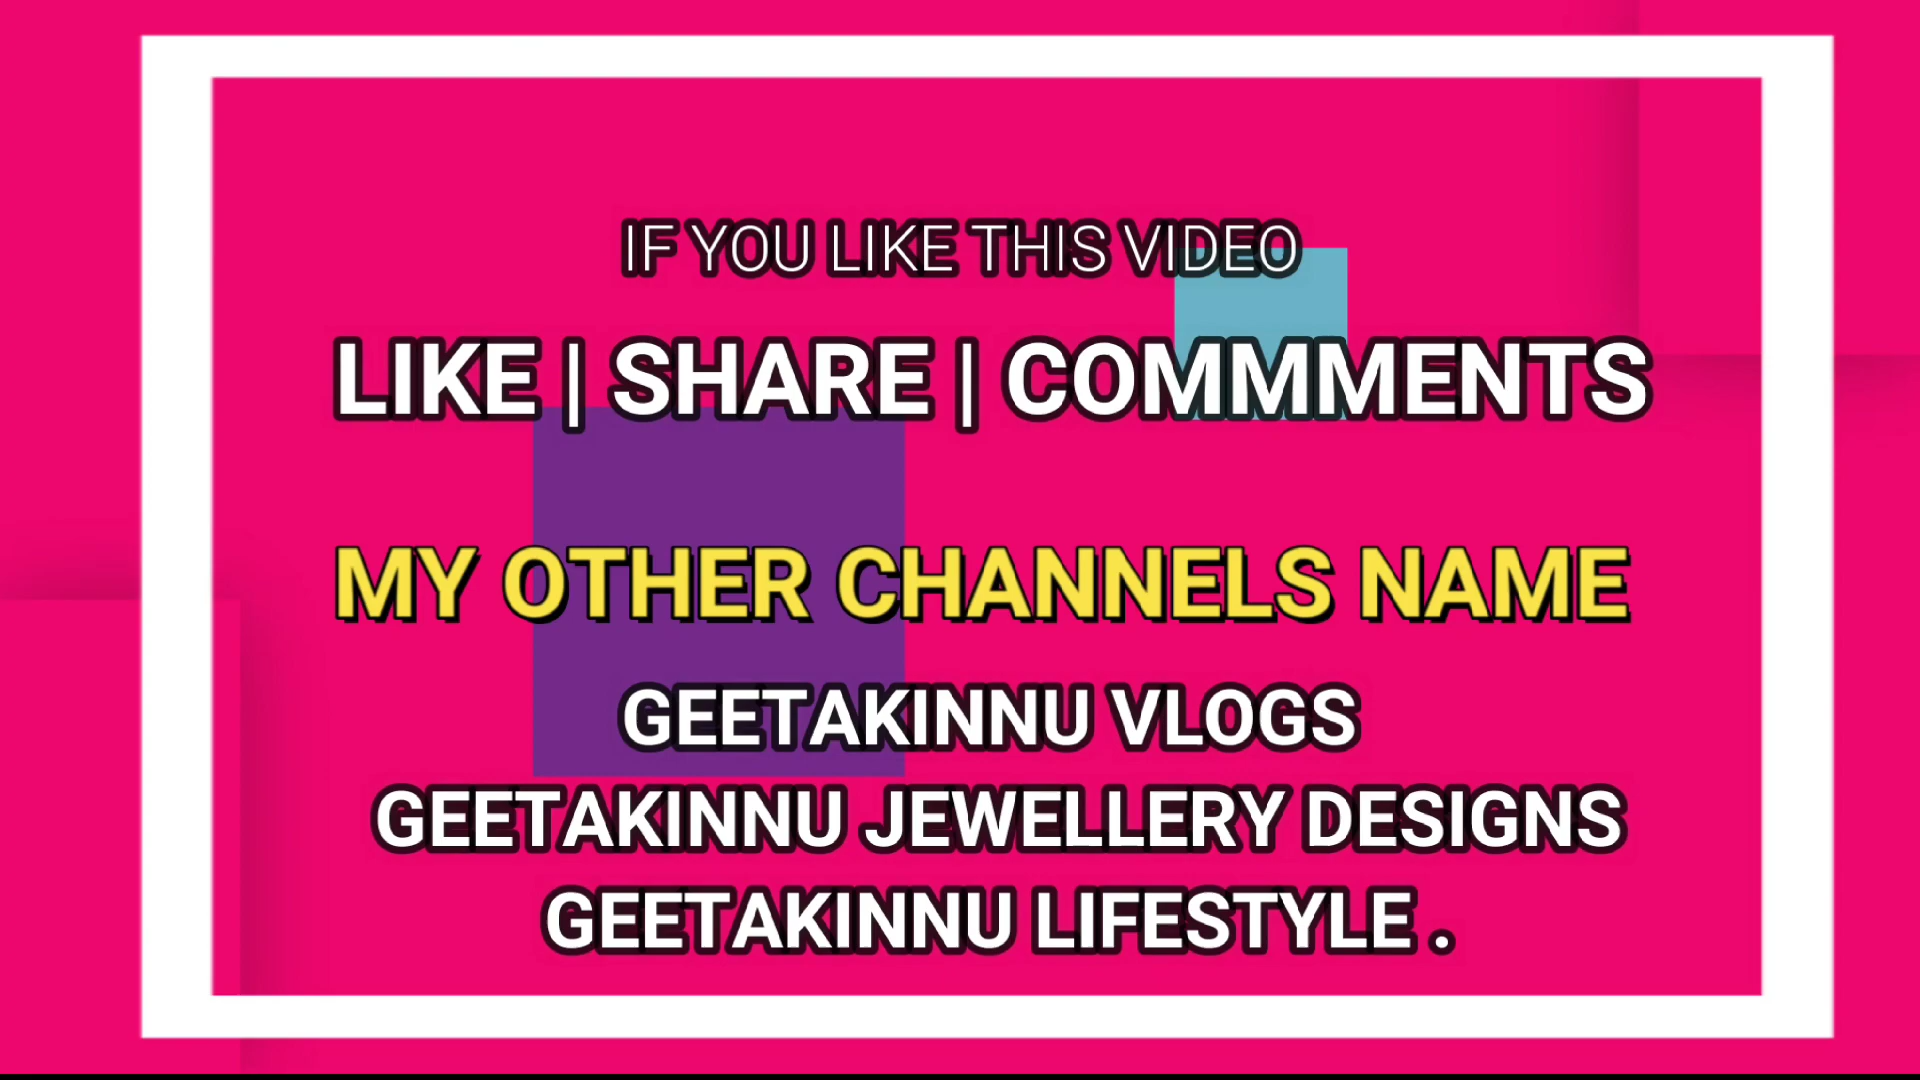 IF YOU LIKE THIS VIDEO
LIKE | SHARE | COMMMENTS
MY OTHER CHANNELS NAME
GEETAKINNU VLOGS
GEETAKINNU JEWELLERY DESIGNS
GEETAKINNU LIFESTYLE .